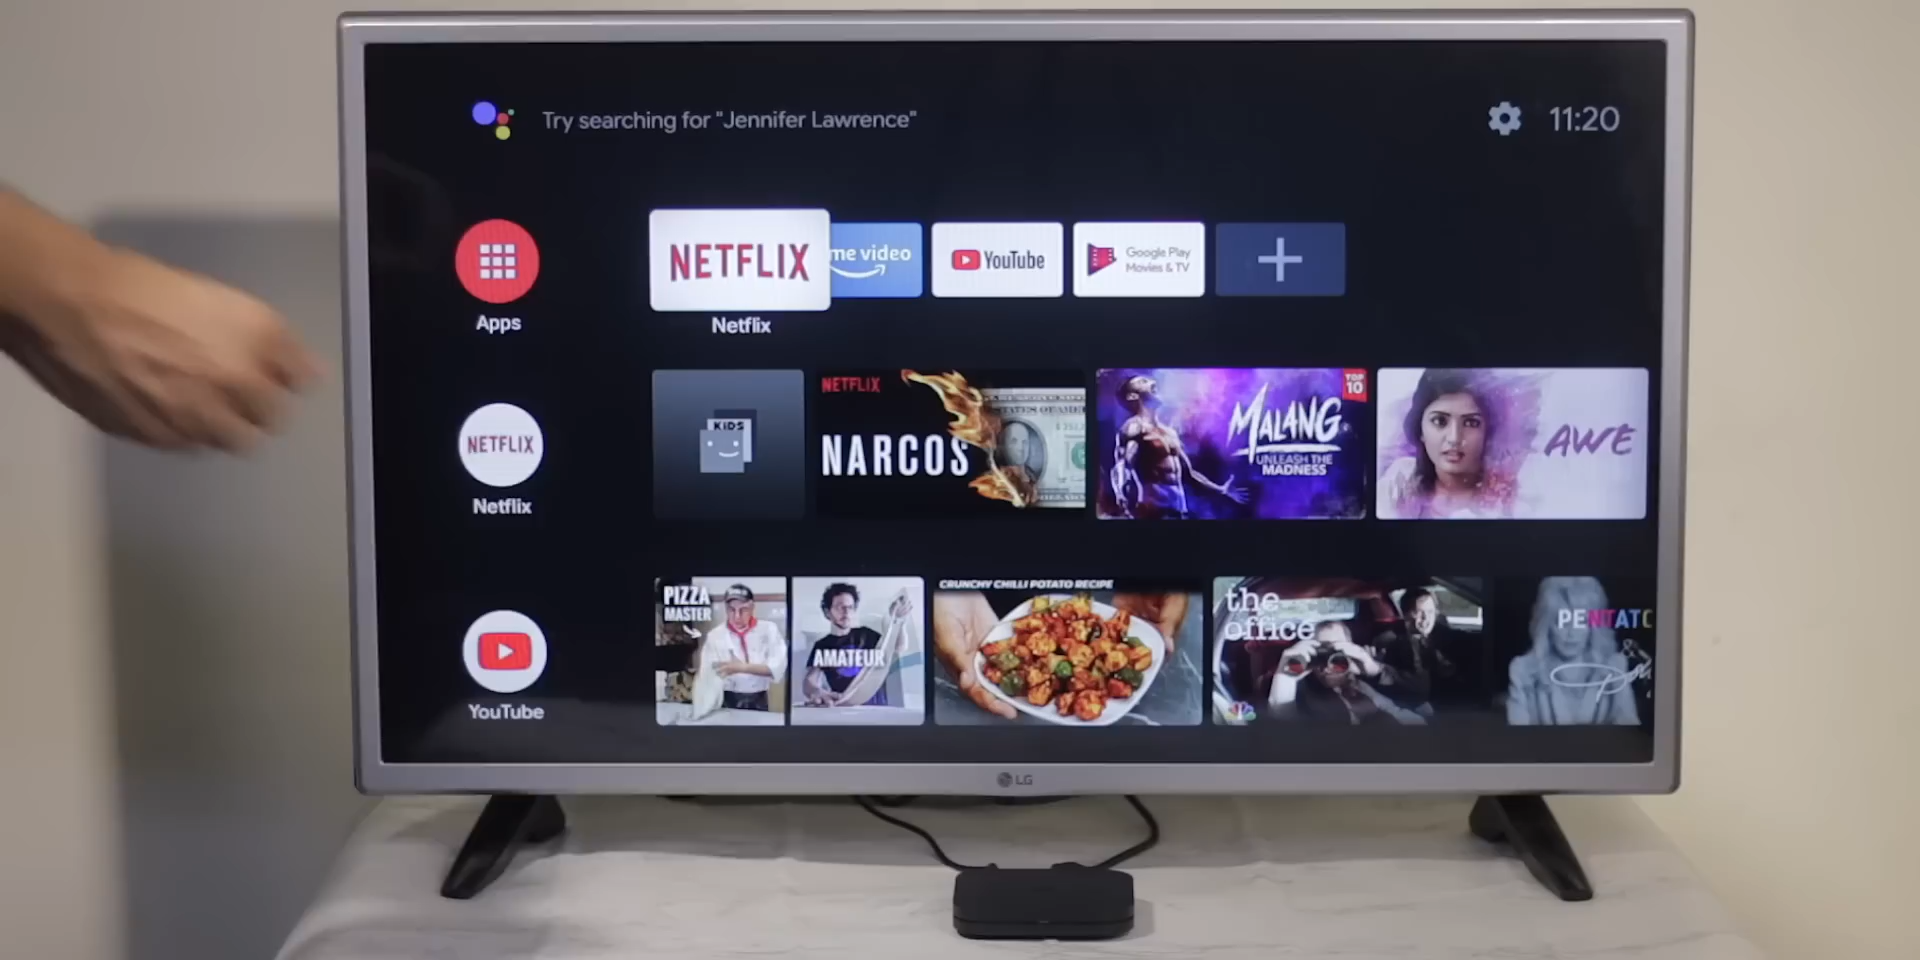 Try searching for "Jennifer Lawrence"
11:20
Apps
NETFLIX
Netflix
me video
YouTube
Google Play
Movies & TV
NETFLIX
Netflix
KIDS
NETFLIX
NARCOS
MALANG
UNLEASH THE
MADNESS
TOP
10
AWE
YouTube
PIZZA
MASTER
AMATEUR
CRUNCHY CHILLI POTATO RECIPE
the
office
PENTATO
LG